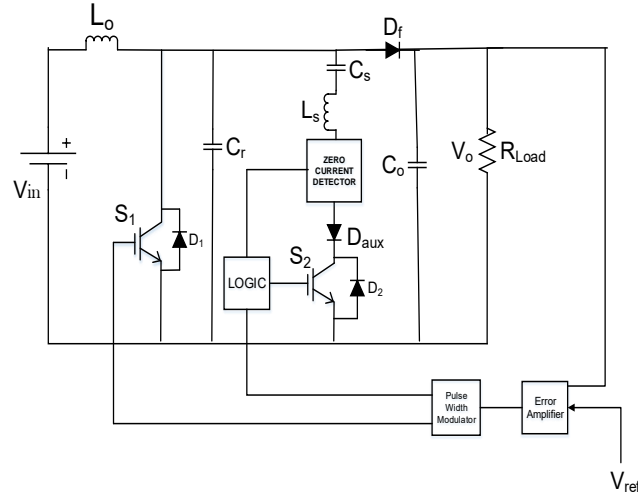 Lo
Df
Cs
Ls
Cr
ZERO
CURRENT
DETECTOR
Co
Vo
RLoad
+
Vin
S1
D1
Daux
S2
LOGIC
D2
Pulse
Width
Modulator
Error
Amplifier
Vref